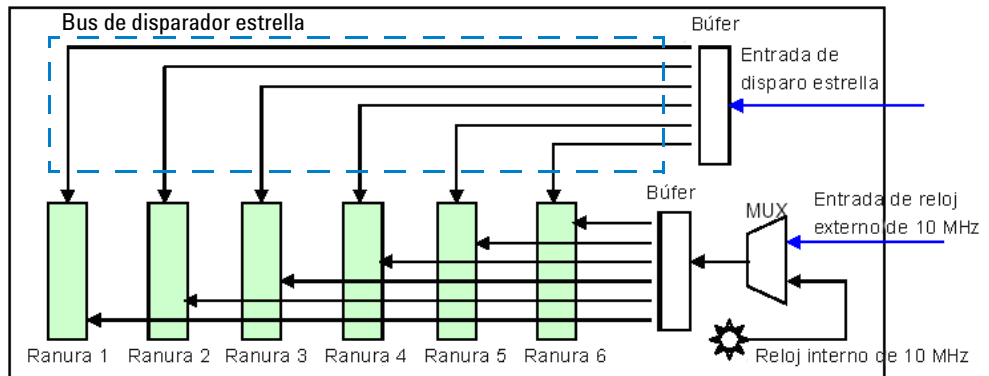 Bus de disparador estrella
Búfer
Entrada de
disparo estrella
Búfer
MUX
Entrada de reloj
externo de 10 MHz
Ranura 1
Ranura 2
Ranura 3
Ranura 4
Ranura 5
Ranura 6
Reloj interno de 10 MHz